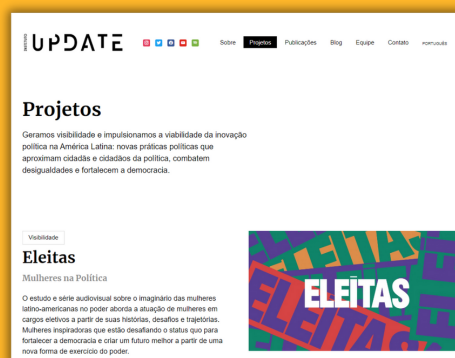 INSTITUTO UPDATE
Sobre Projetos Publicações Blog Equipe Contato PORTUGUÊS
Projetos
Geramos visibilidade e impulsionamos a viabilidade da inovação
política na América Latina: novas práticas políticas que
aproximam cidadãs e cidadãos da política, combatem
desigualdades e fortalecem a democracia.
Visibilidade
Eleitas
Mulheres na Política
O estudo e série audiovisual sobre o imaginário das mulheres
latino-americanas no poder aborda a atuação de mulheres em
cargos eletivos a partir de suas histórias, desafios e trajetórias.
Mulheres inspiradoras que estão desafiando o status quo para
fortalecer a democracia e criar um futuro melhor a partir de uma
nova forma de exercício do poder.
ELEITAS